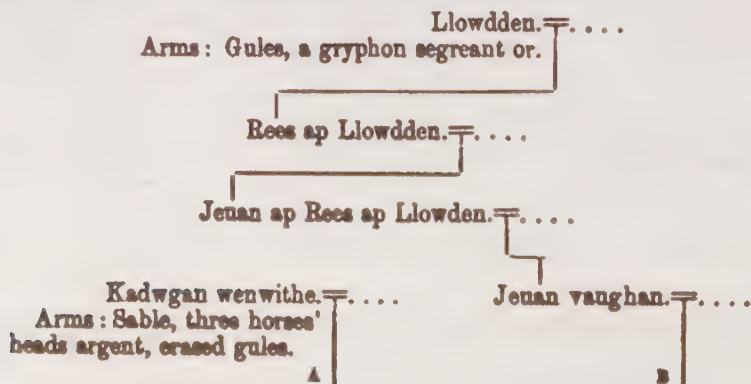 Llowdden.=....
Arms: Gules, a gryphon segreant or.
Rees ap Llowdden.=....
Jeuan ap Rees ap Llowden.=....
Kadwgan wenwithe.=....
Jeuan vaughan.=....
Arms: Sable, three horses'
heads argent, erased gules.
A
B